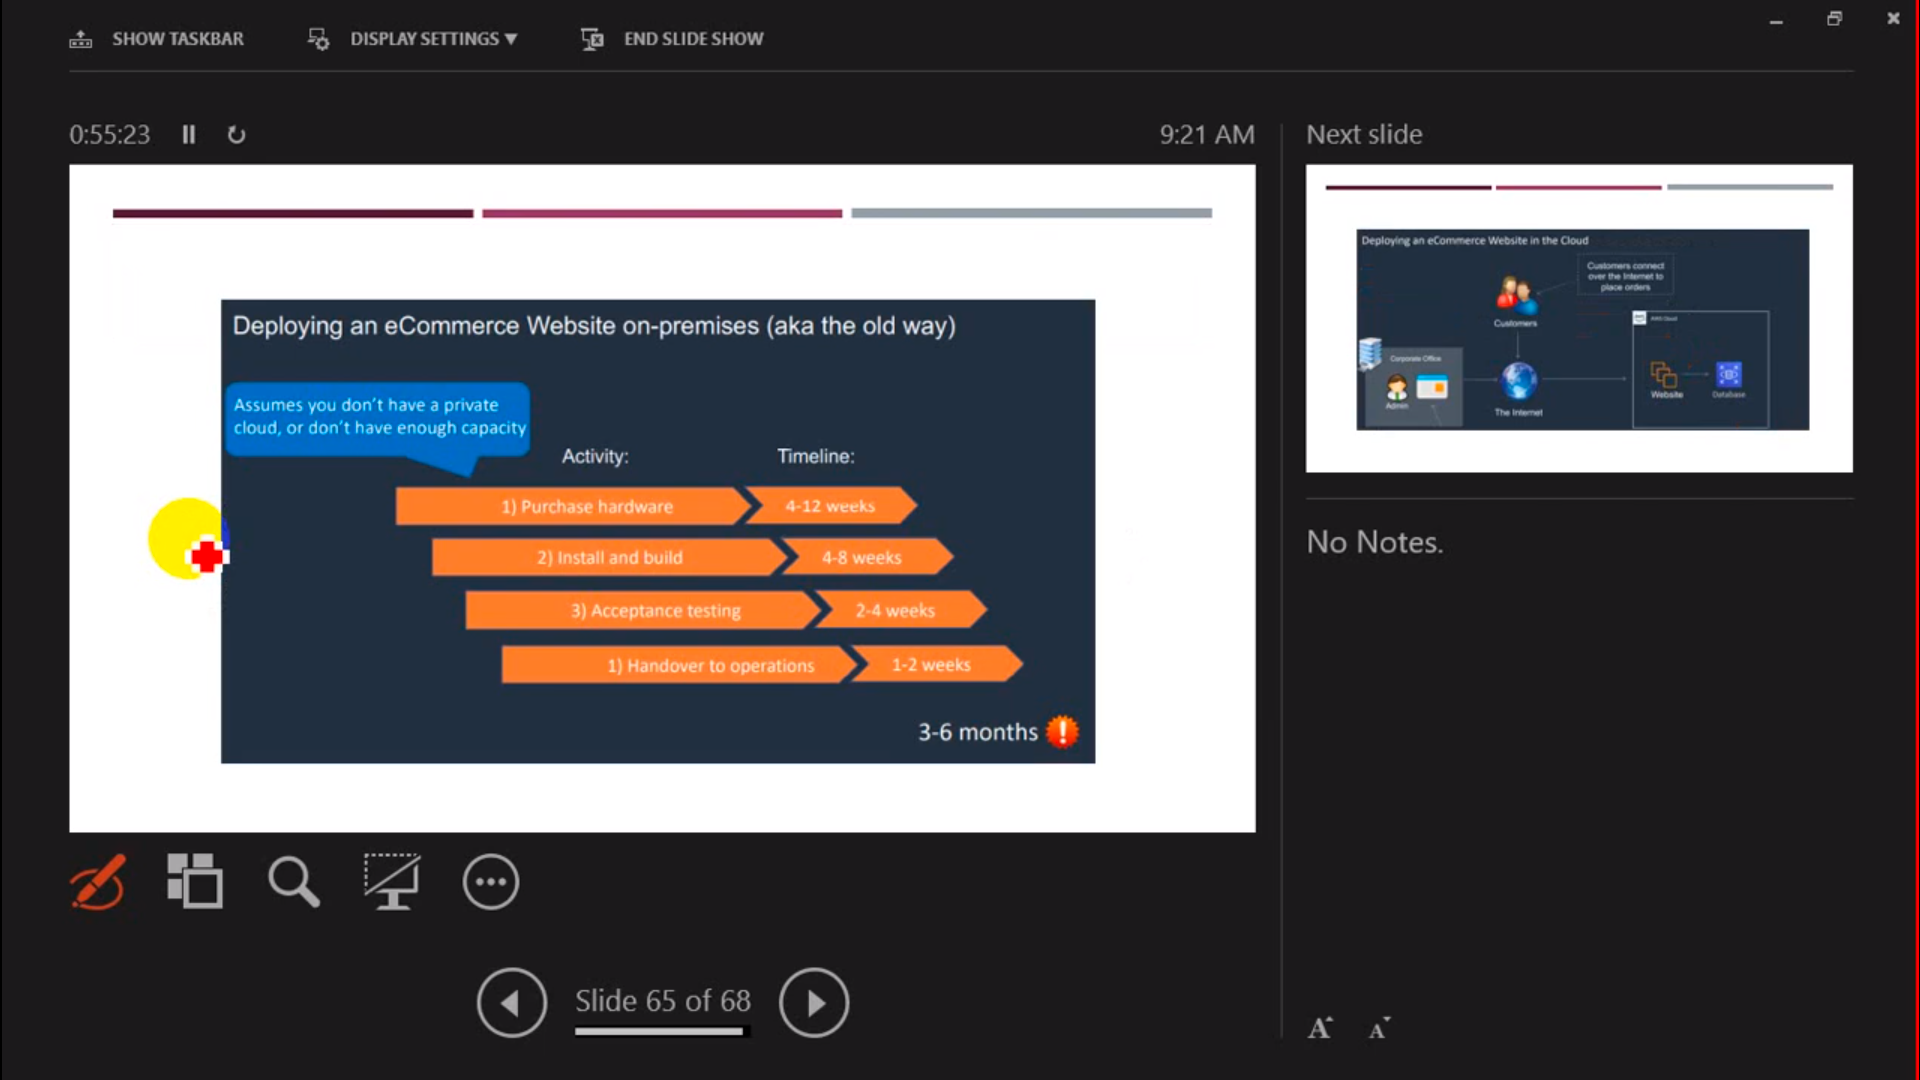 SHOW TASKBAR
DISPLAY SETTINGS ▼
END SLIDE SHOW
0:55:23
9:21 AM
Next slide
Deploying an eCommerce Website on-premises (aka the old way)
Assumes you don't have a private
cloud, or don't have enough capacity
Activity:
Timeline:
1) Purchase hardware
4-12 weeks
2) Install and build
4-8 weeks
3) Acceptance testing
2-4 weeks
1) Handover to operations
1-2 weeks
3-6 months
Deploying an eCommerce Website in the Cloud
Customers connect
over the Internet to
place orders
Customers
AWS Cloud
Corporate Office
Admin
The Internet
Website
Database
No Notes.
Slide 65 of 68
A
A